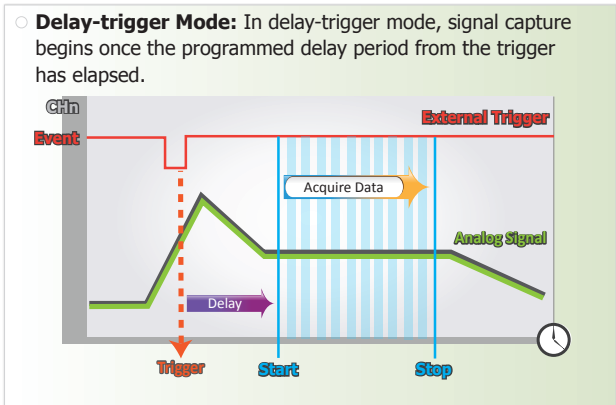 Delay-trigger Mode: In delay-trigger mode, signal capture
begins once the programmed delay period from the trigger
has elapsed.
CHn
External Trigger
Event
Acquire Data
Analog Signal
Delay
Trigger
Start
Stop